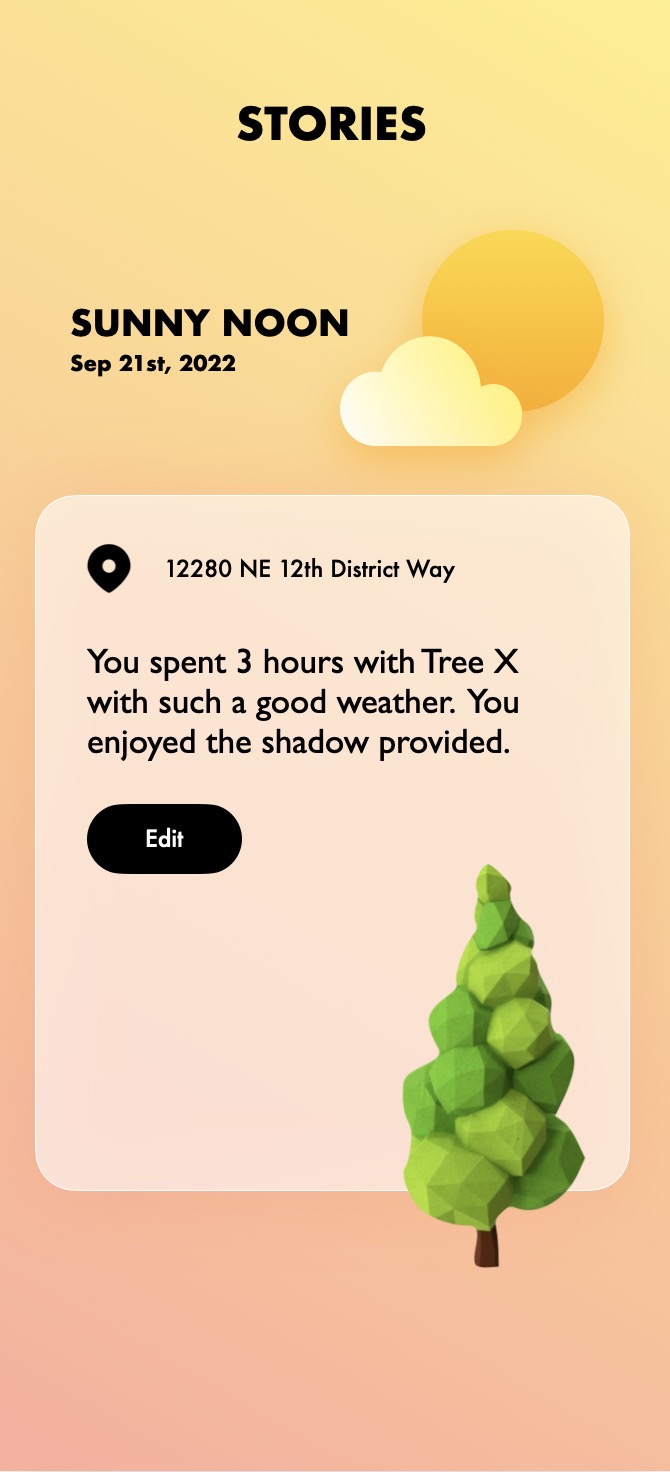 STORIES
SUNNY NOON
Sep 21st, 2022
12280 NE 12th District Way
You spent 3 hours with Tree X
with such a good weather. You
enjoyed the shadow provided.
Edit